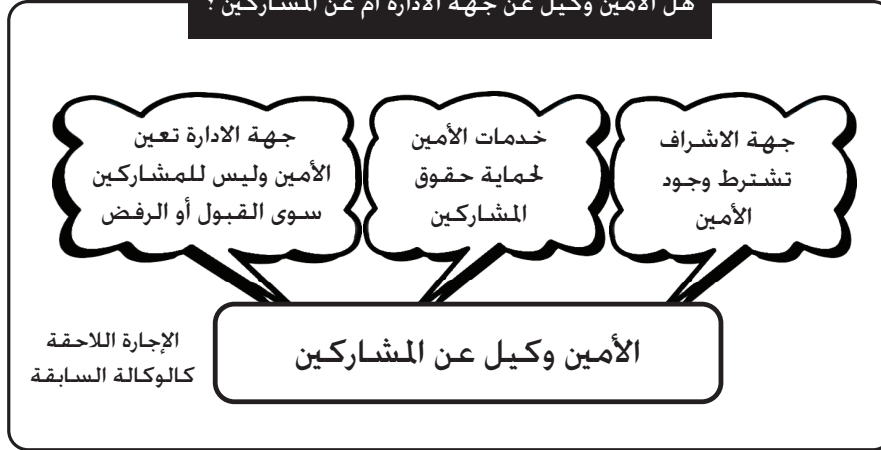 هل الأمين وكيل عن جهة الادارة أم عن المشاركين ؟
جهة الاشراف
تشترط وجود
الأمين
خدمات الأمين
لحماية حقوق
المشاركين
جهة الادارة تعين
الأمين وليس للمشاركين
سوى القبول أو الرفض
الأمين وكيل عن المشاركين
الإجارة اللاحقة
كالوكالة السابقة